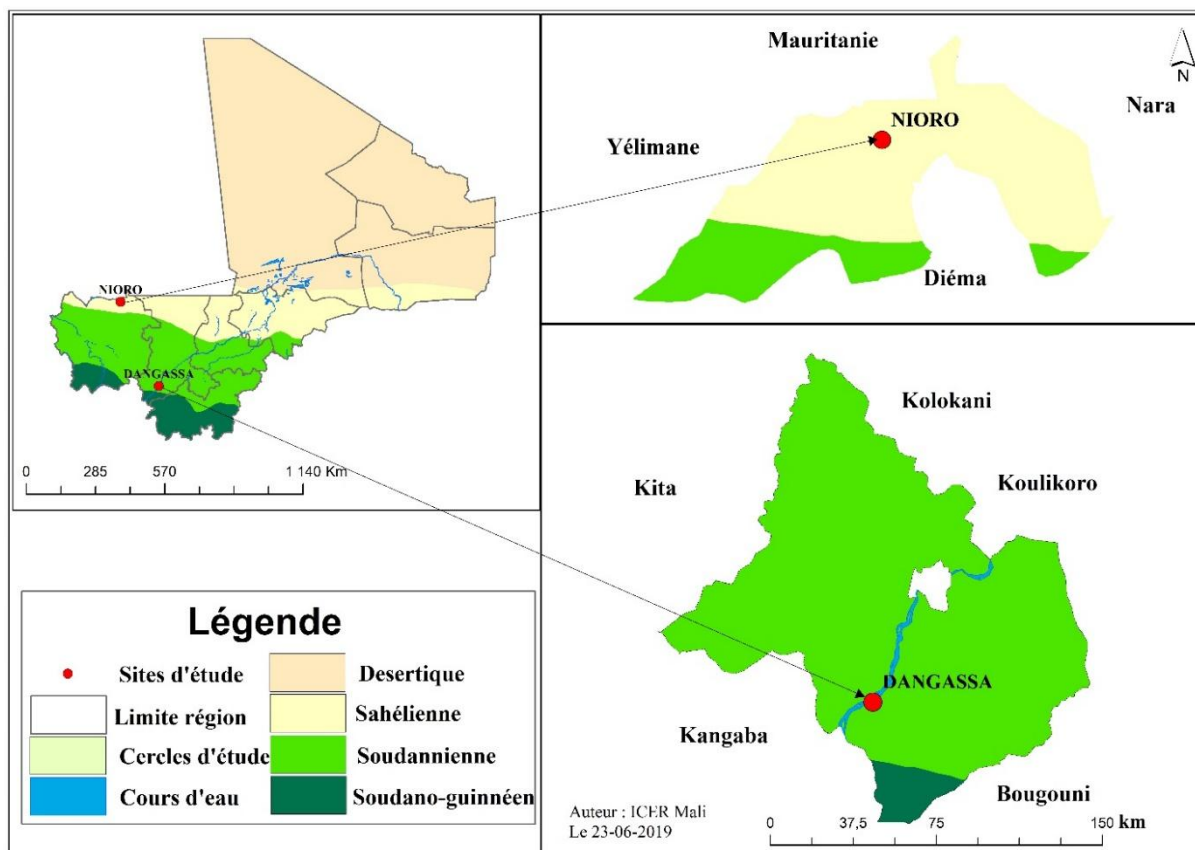 NIORO
DANGASSA
0 285 570 1 140 Km
Mauritanie
N
Nara
NIORO
Yélimane
Diéma
Kolokani
Koulikoro
Kita
DANGASSA
Kangaba
Bougouni
Auteur : ICER Mali
Le 23-06-2019
0 37,5 75 150 km
Légende
Sites d'étude
Désertique
Limite région
Sahélienne
Cercles d'étude
Soudannienne
Cours d'eau
Soudano-guinnéen